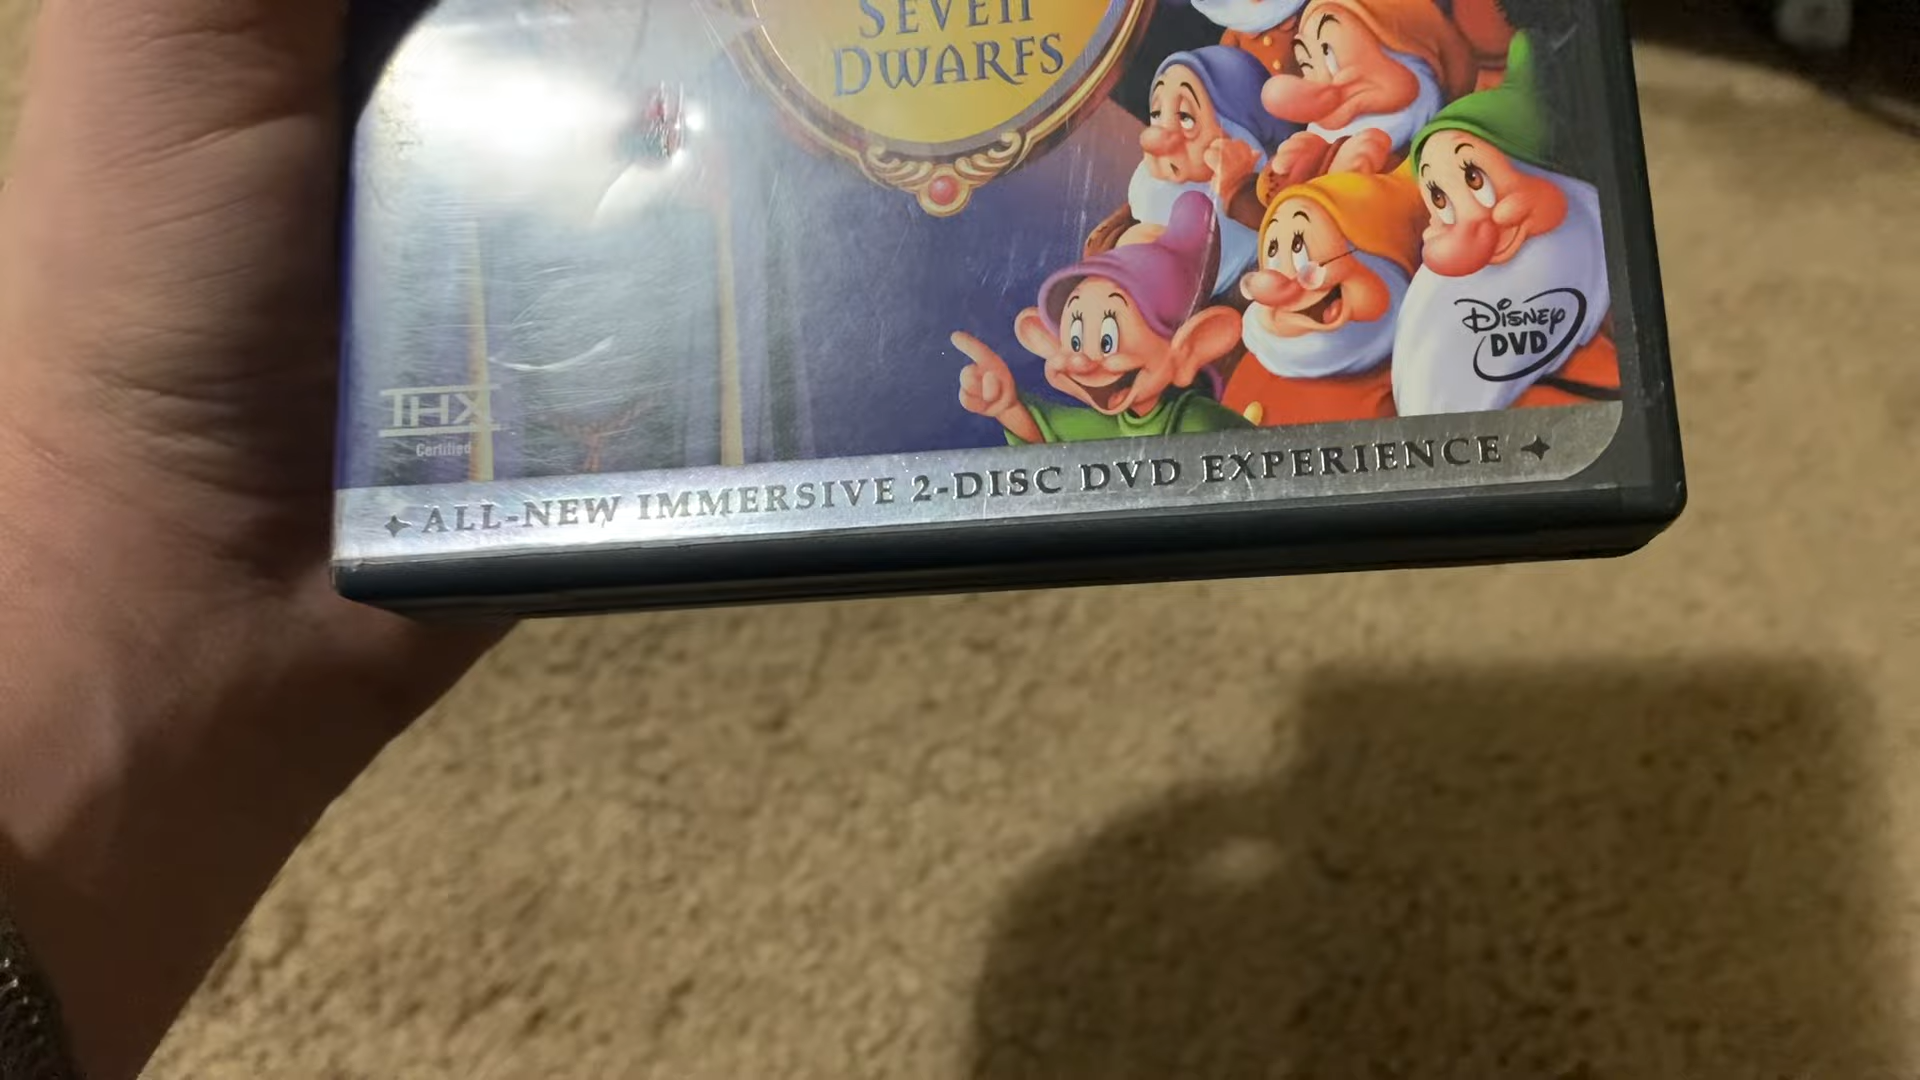 SEVEN
DWARFS
DISNEY
DVD
THX
Certified
ALL-NEW IMMERSIVE 2-DISC DVD EXPERIENCE